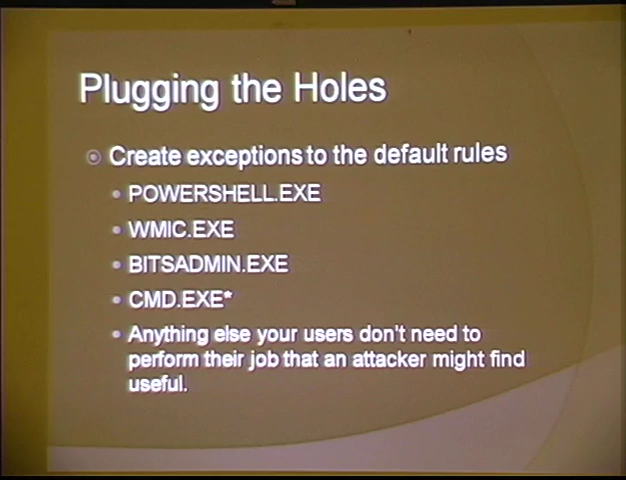 Plugging the Holes
Create exceptions to the default rules
POWERSHELL.EXE
WMIC.EXE
BITSADMIN.EXE
CMD.EXE*
Anything else your users don't need to
perform their job that an attacker might find
useful.